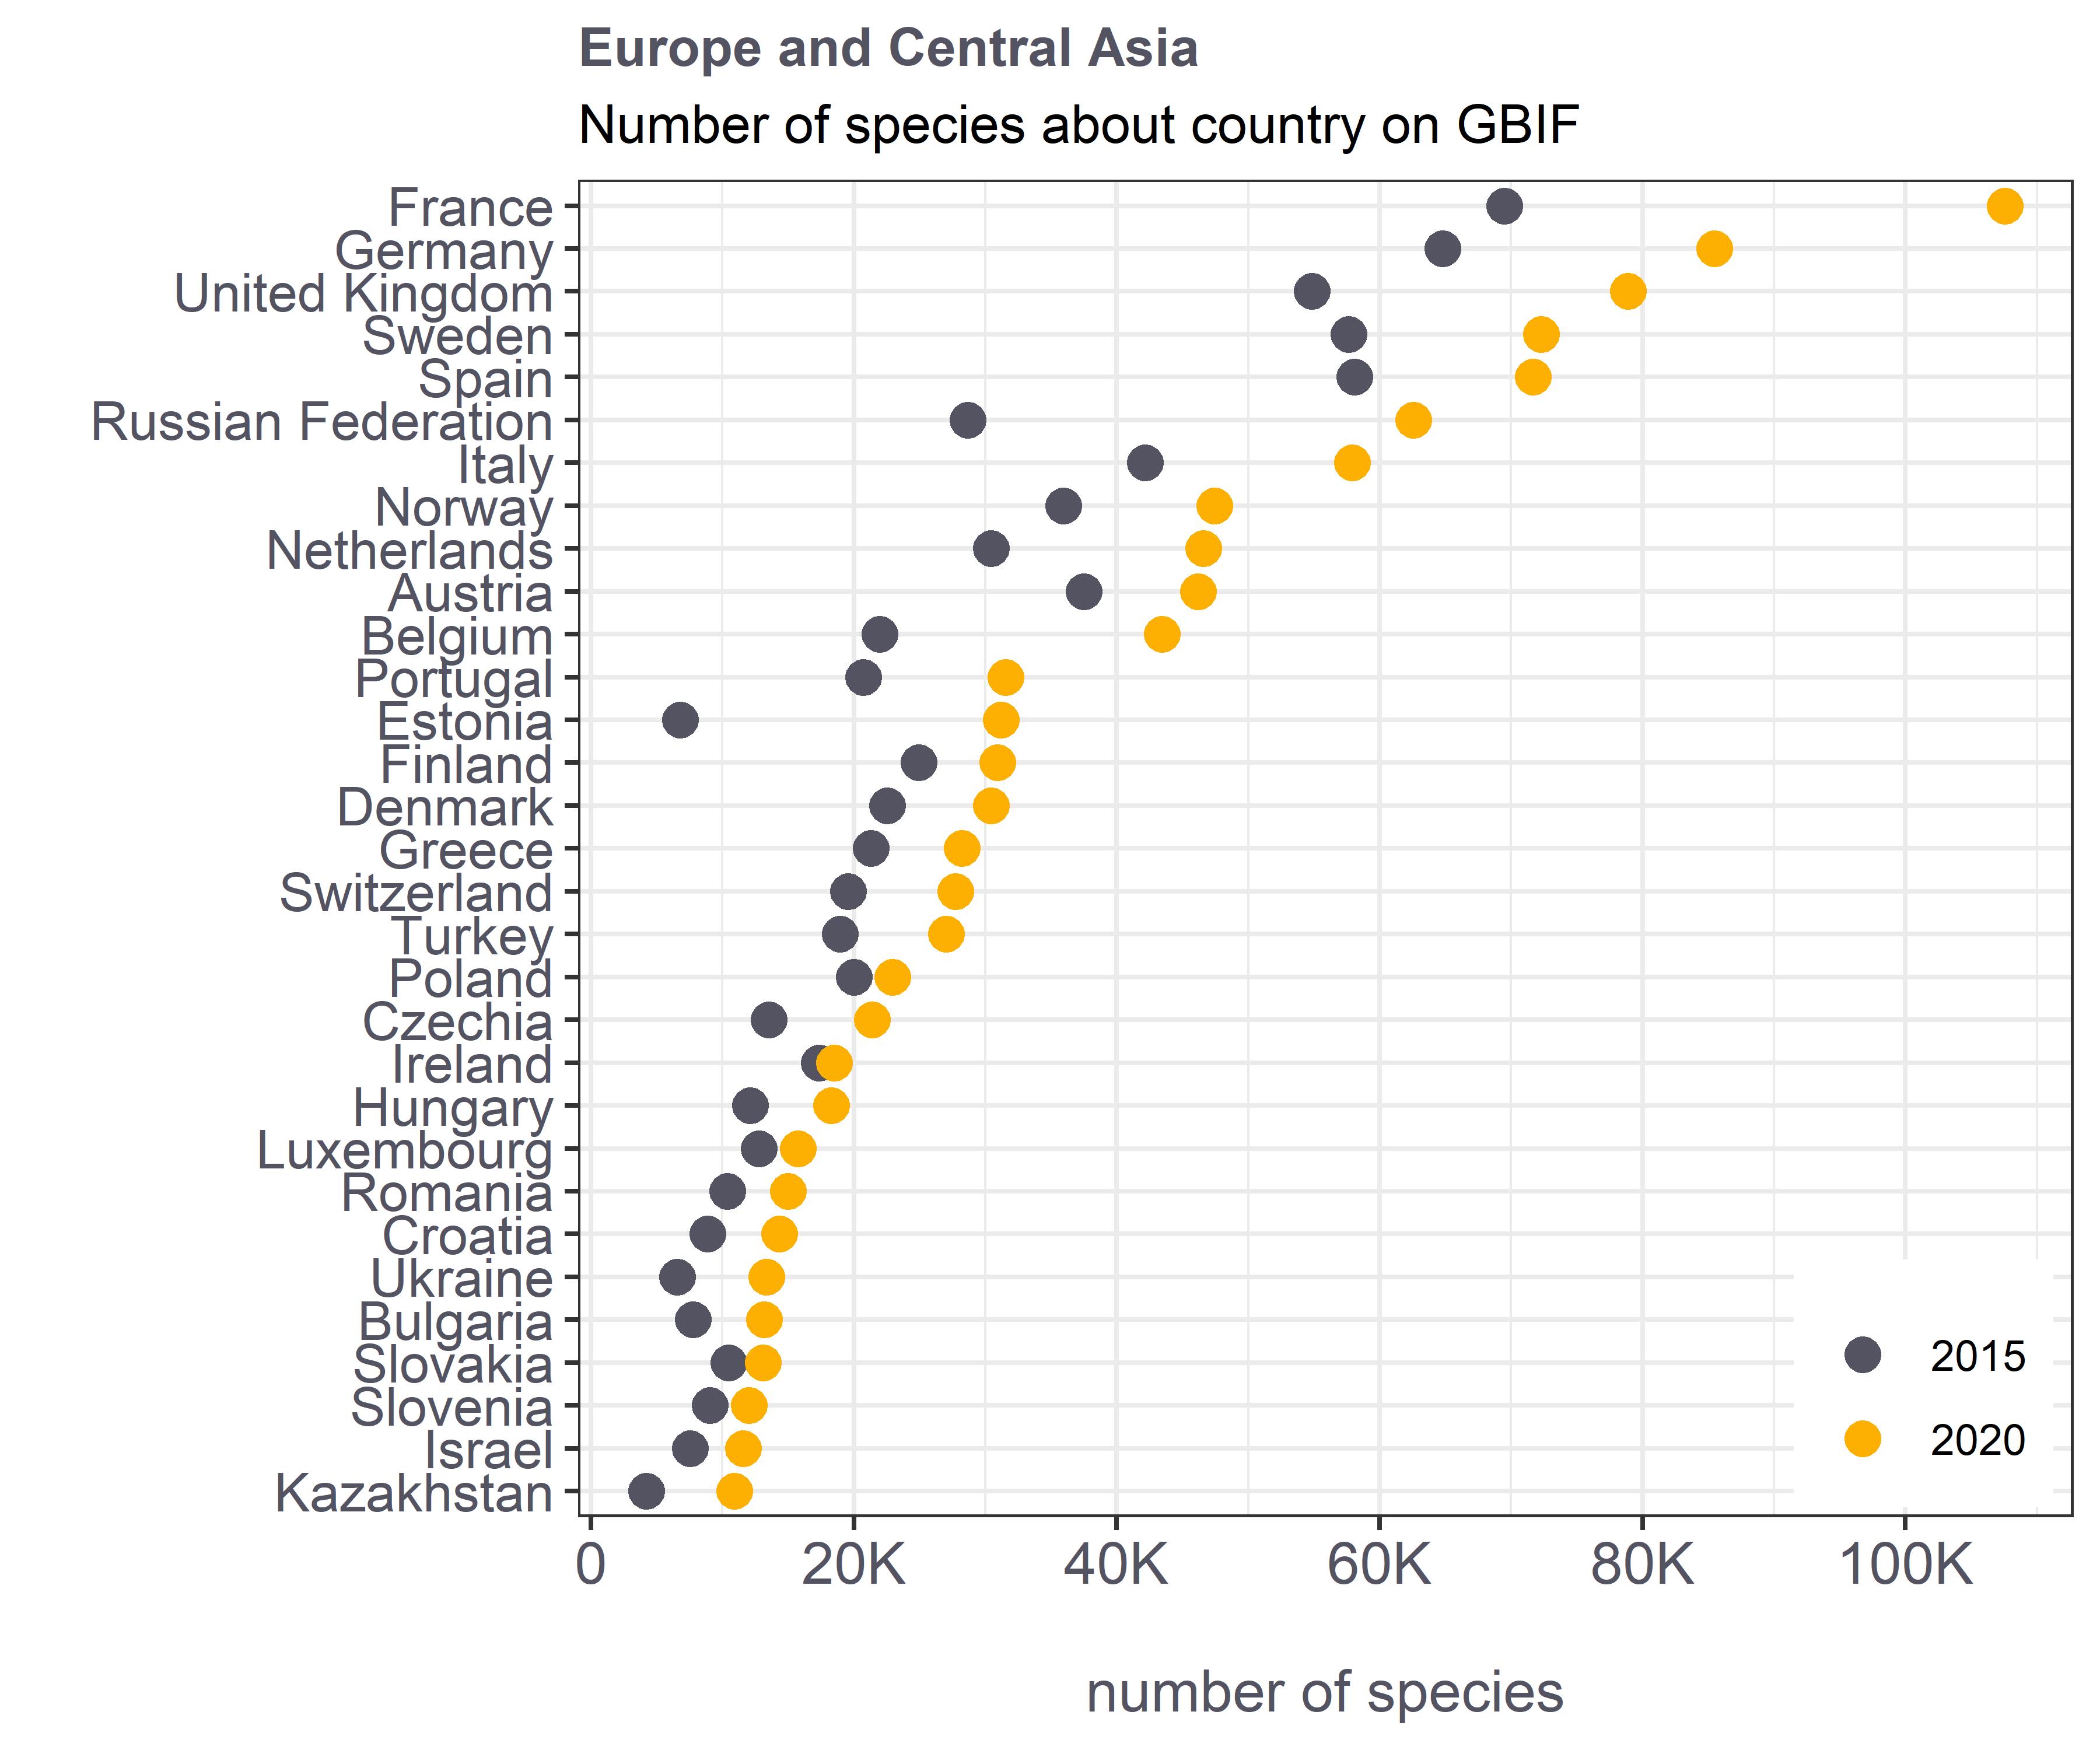 Europe and Central Asia
Number of species about country on GBIF
France
Germany
United Kingdom
Sweden
Spain
Russian Federation
Italy
Norway
Netherlands
Austria
Belgium
Portugal
Estonia
Finland
Denmark
Greece
Switzerland
Turkey
Poland
Czechia
Ireland
Hungary
Luxembourg
Romania
Croatia
Ukraine
Bulgaria
Slovakia
Slovenia
Israel
Kazakhstan
2015
2020
0 20K 40K 60K 80K 100K
number of species